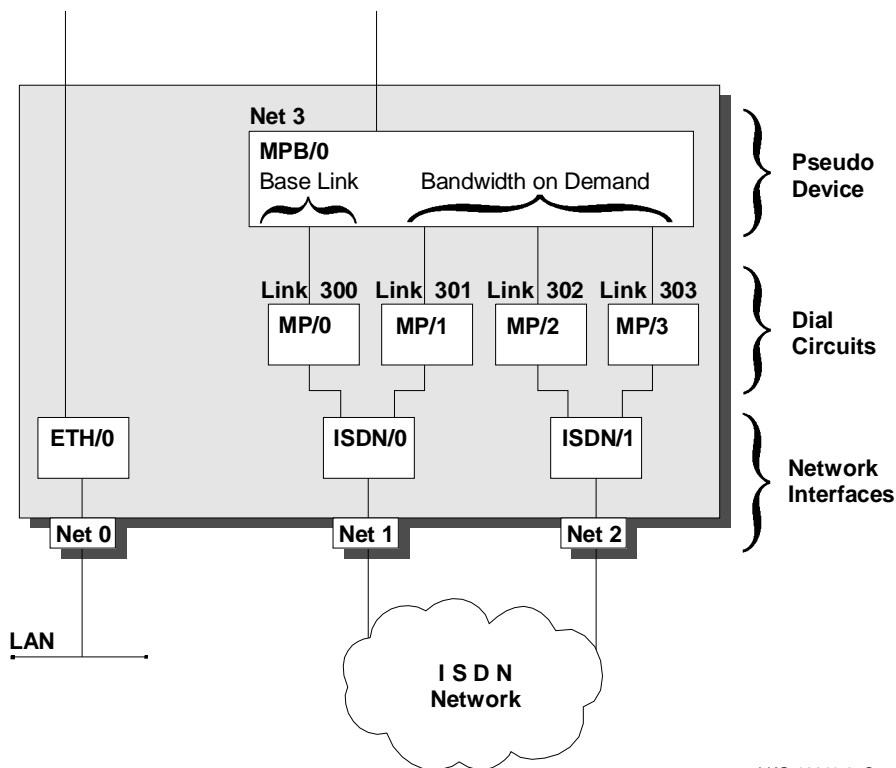 Net 3
MPB/0
Base Link Bandwidth on Demand
Pseudo
Device
Link 300 Link 301 Link 302 Link 303
MP/0 MP/1 MP/2 MP/3
Dial
Circuits
ETH/0 ISDN/0 ISDN/1
Network
Interfaces
Net 0 Net 1 Net 2
LAN
I S D N
Network